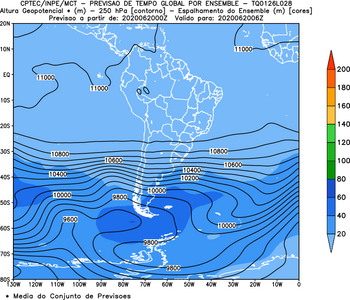 CPTEC/INPE/MCT - PREVISAO DE TEMPO GLOBAL POR ENSEMBLE - TQ0126L028
Altura Geopotencial * (m) - 250 hPa [contorno] - Espalhamento do Ensemble (m) [cores]
Previsao a partir de: 2020062000Z Valido para: 2020062006Z
20N
10N
EQ
10S
20S
30S
40S
50S
60S
70S
80S
130W 120W 110W 100W 90W 80W 70W 60W 50W 40W 30W 20W 10W 0
11000
11000
11000
10800
10800
10600
10600
10400
10400
10200
10000
10000
10000
9800
9800
9800
200
180
160
140
120
100
80
60
40
20
* Media do Conjunto de Previsoes